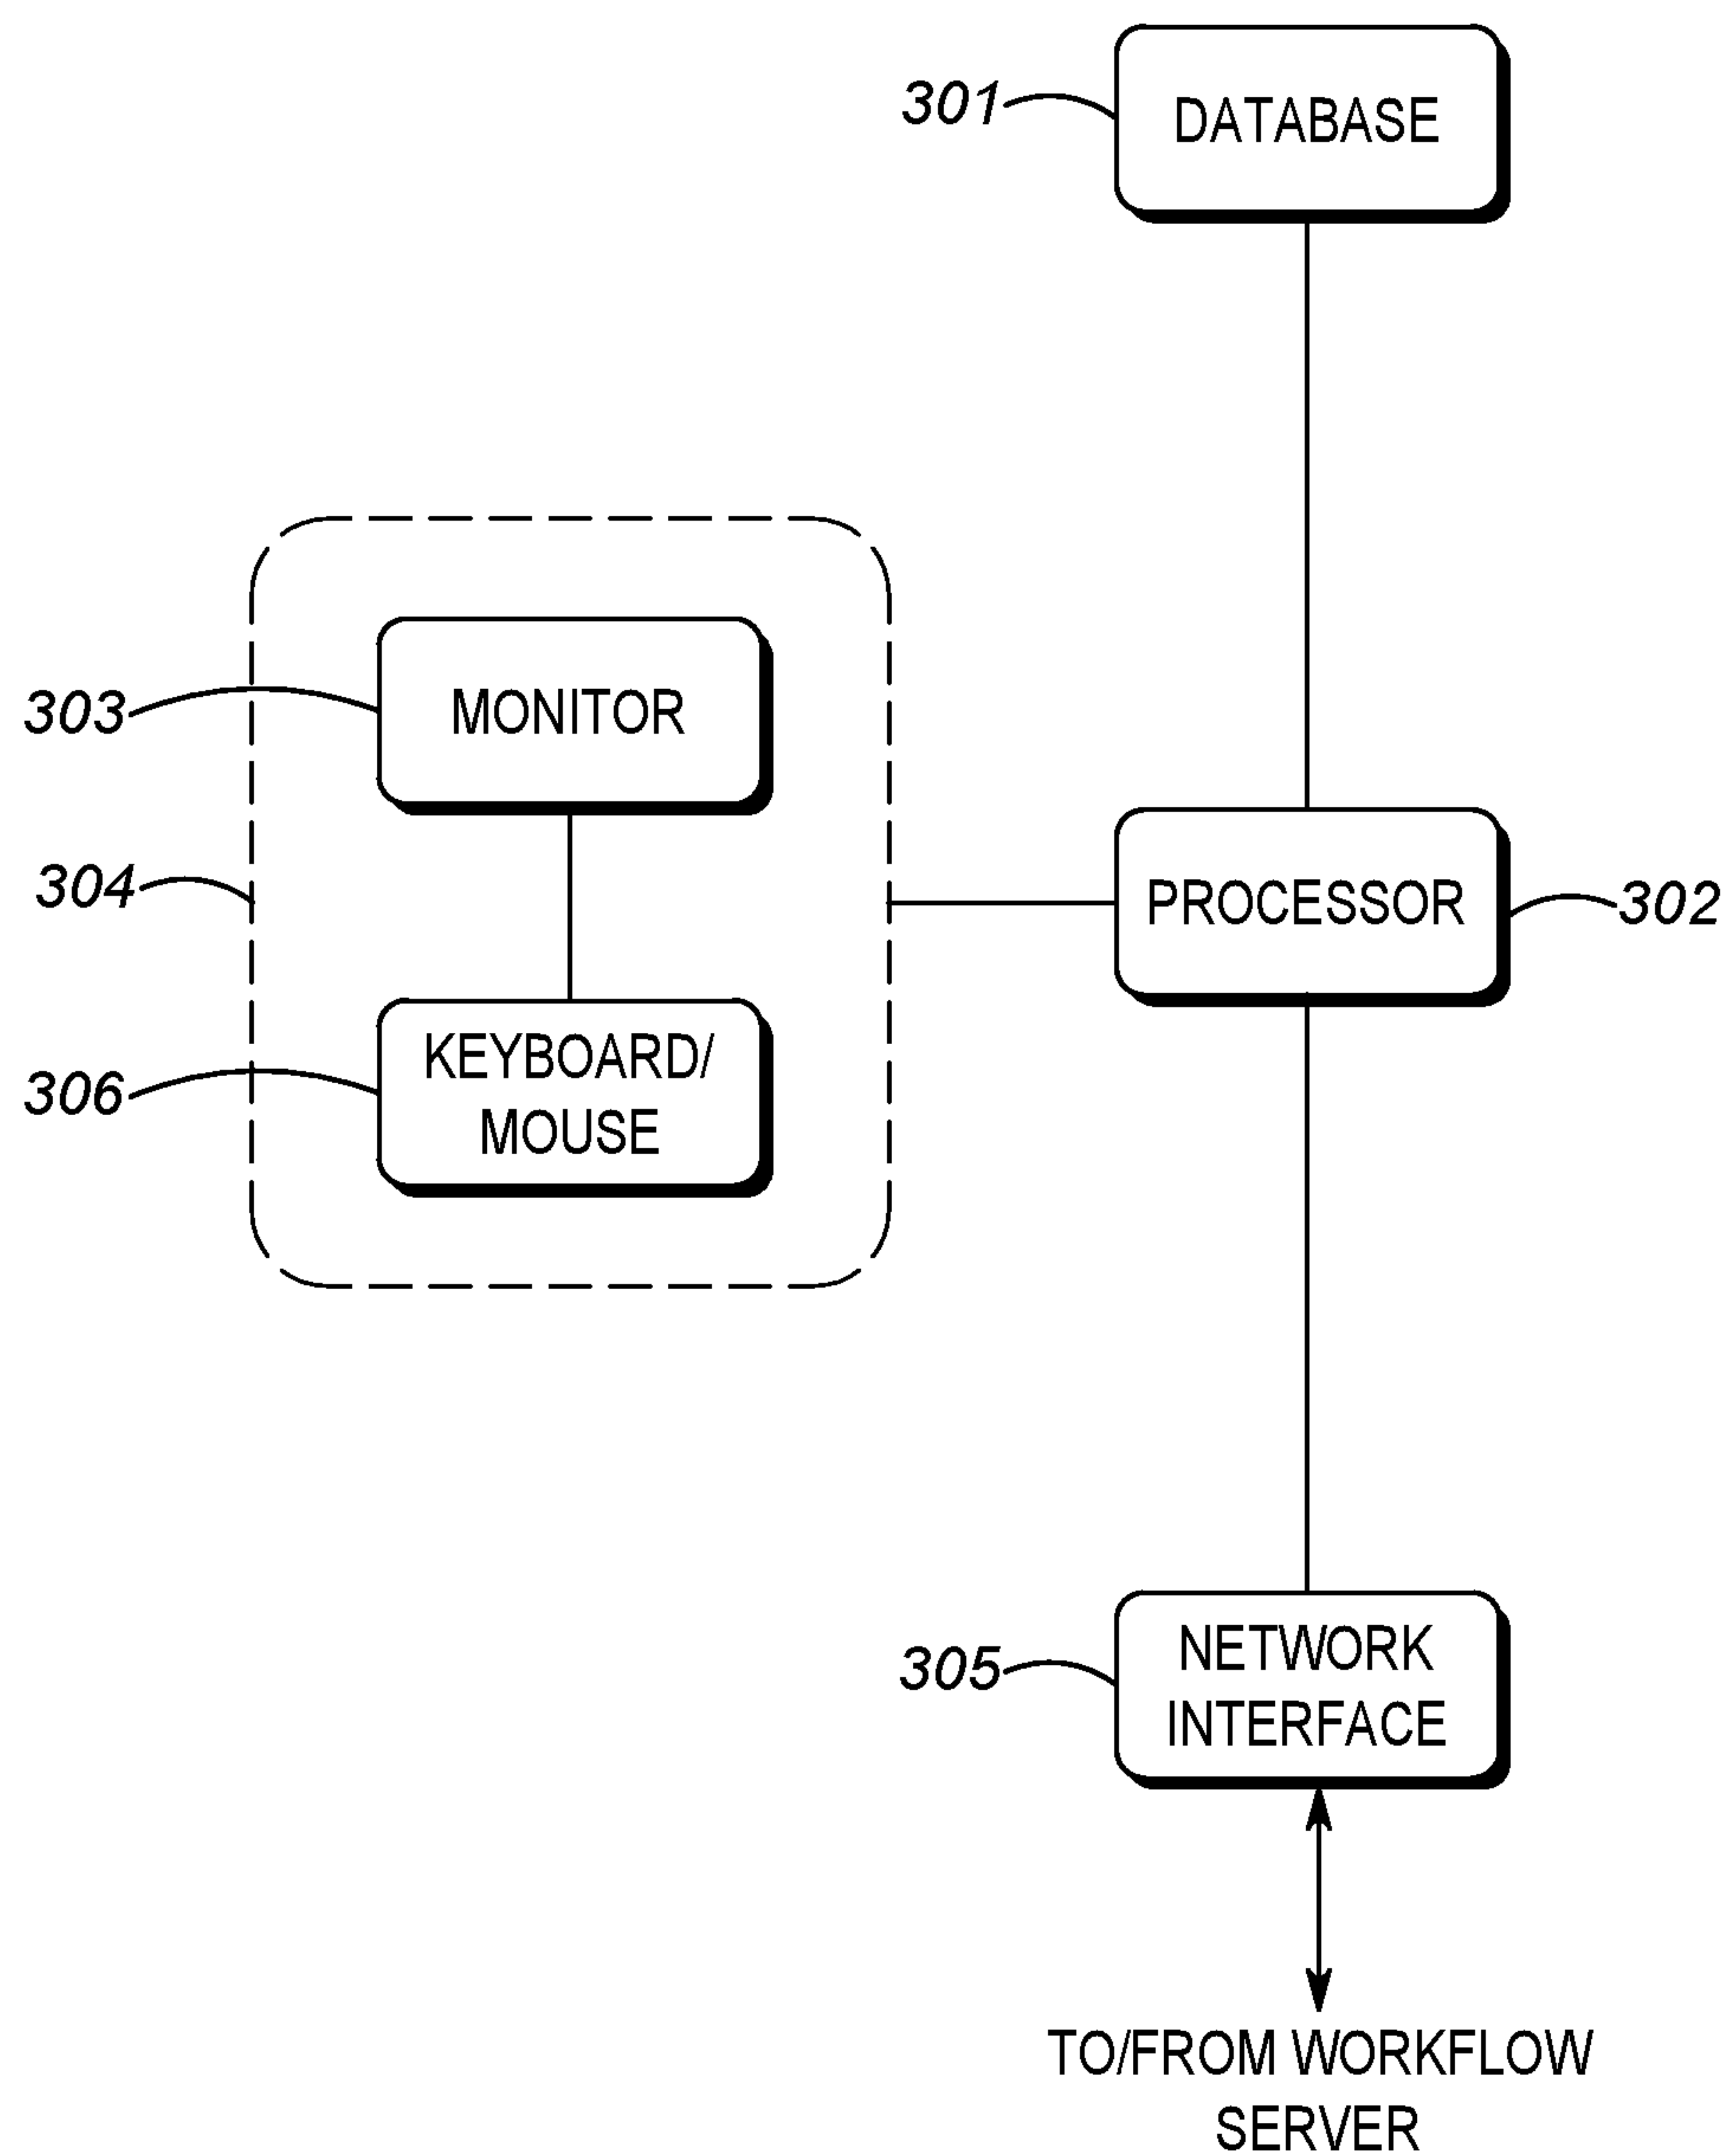 301
DATABASE
303
MONITOR
304
PROCESSOR
302
306
KEYBOARD/
MOUSE
305
NETWORK
INTERFACE
TO/FROM WORKFLOW
SERVER